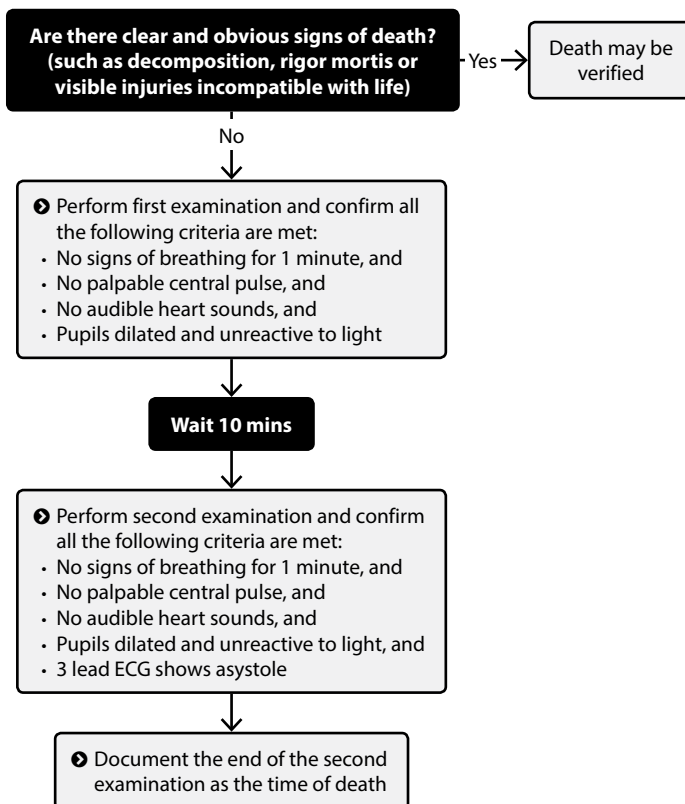 Are there clear and obvious signs of death?
(such as decomposition, rigor mortis or
visible injuries incompatible with life)
Yes
Death may be
verified
No
Perform first examination and confirm all
the following criteria are met:
• No signs of breathing for 1 minute, and
• No palpable central pulse, and
• No audible heart sounds, and
• Pupils dilated and unreactive to light
Wait 10 mins
Perform second examination and confirm
all the following criteria are met:
• No signs of breathing for 1 minute, and
• No palpable central pulse, and
• No audible heart sounds, and
• Pupils dilated and unreactive to light, and
• 3 lead ECG shows asystole
Document the end of the second
examination as the time of death